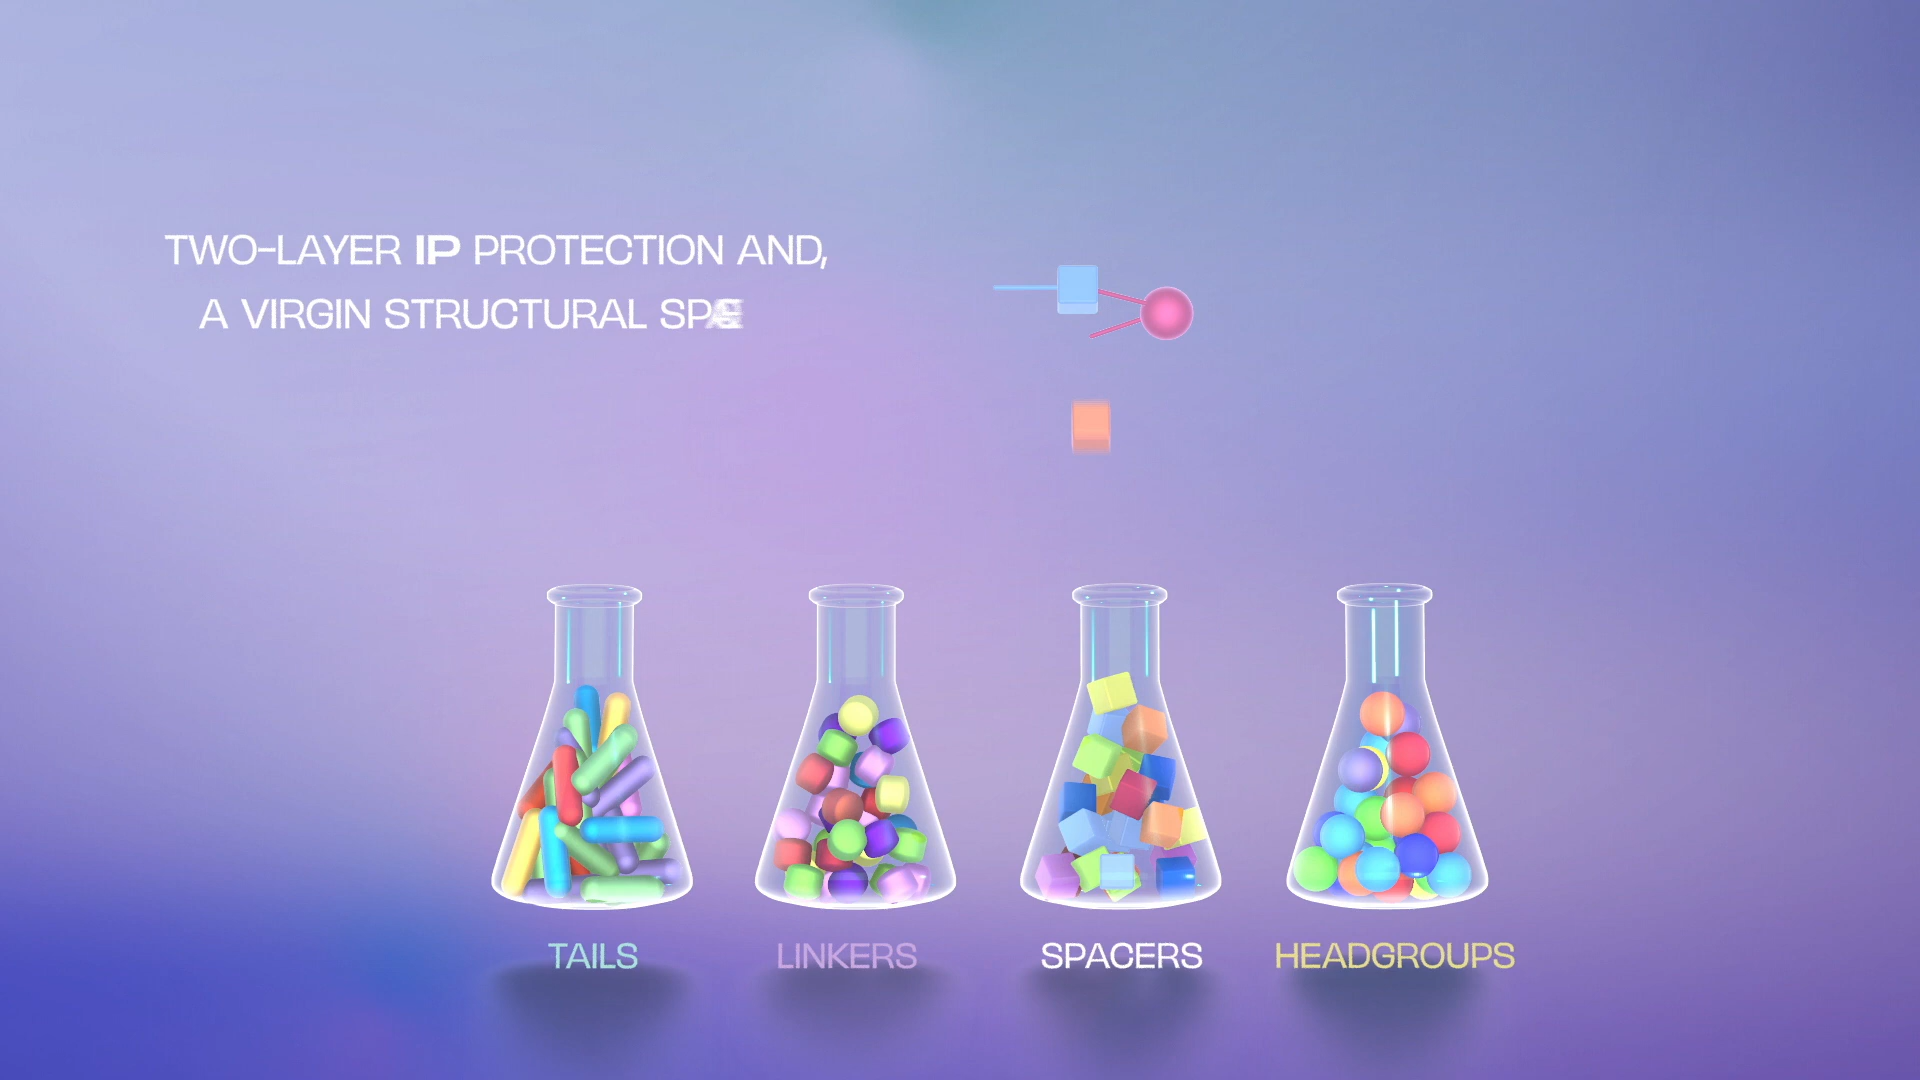 TWO-LAYER IP PROTECTION AND,
A VIRGIN STRUCTURAL
TAILS
LINKERS
SPACERS
HEADGROUPS